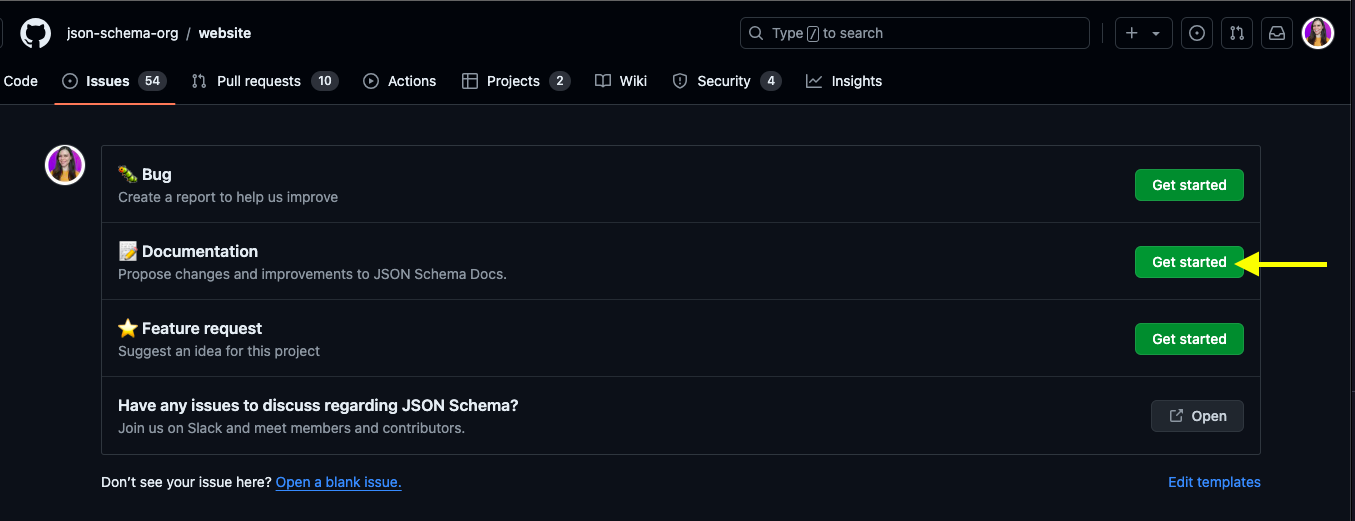 json-schema-org / website
Type / to search
Code
Issues 54
Pull requests 10
Actions
Projects 2
Wiki
Security 4
Insights
Bug
Create a report to help us improve
Get started
Documentation
Propose changes and improvements to JSON Schema Docs.
Get started
Feature request
Suggest an idea for this project
Get started
Have any issues to discuss regarding JSON Schema?
Join us on Slack and meet members and contributors.
Open
Don't see your issue here? Open a blank issue.
Edit templates